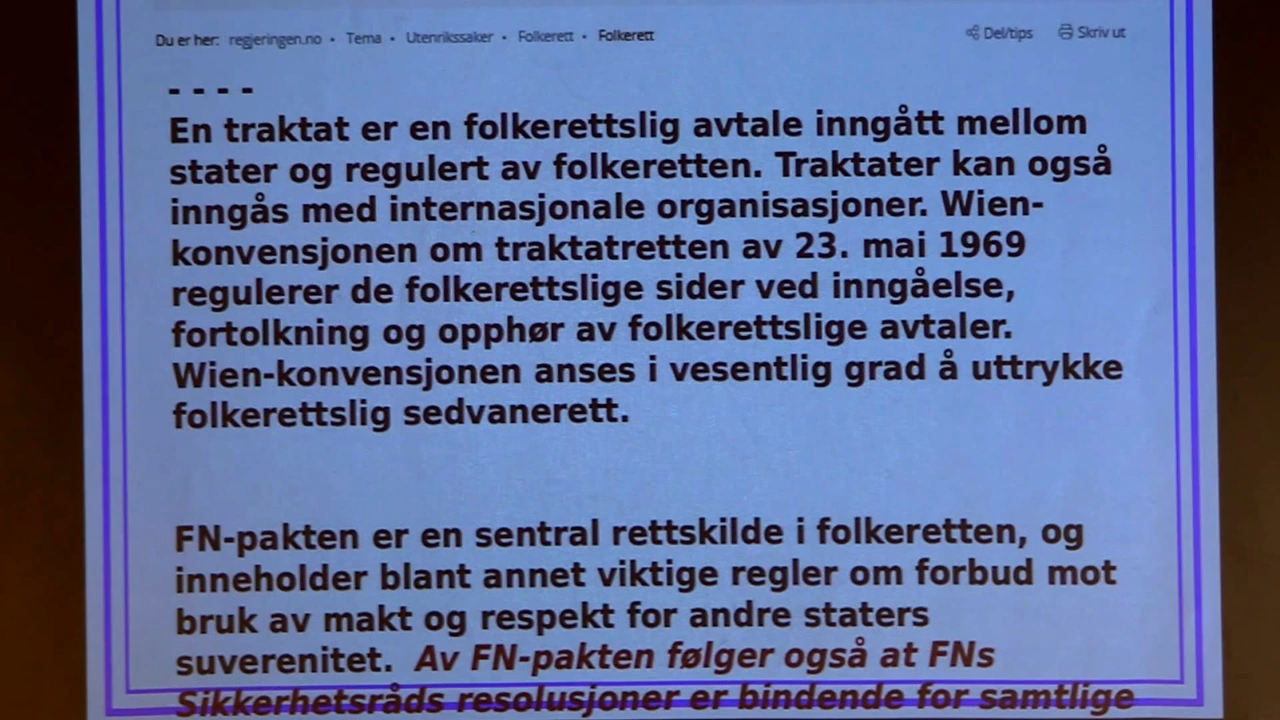 Du er her: regjeringen.no • Tema • Utenrikssaker • Folkerett • Folkerett
Del/tips Skriv ut
- - - -
En traktat er en folkerettslig avtale inngått mellom
stater og regulert av folkeretten. Traktater kan også
inngås med internasjonale organisasjoner. Wien-
konvensjonen om traktatretten av 23. mai 1969
regulerer de folkerettslige sider ved inngåelse,
fortolkning og opphør av folkerettslige avtaler.
Wien-konvensjonen anses i vesentlig grad å uttrykke
folkerettslig sedvanerett.
FN-pakten er en sentral rettskilde i folkeretten, og
inneholder blant annet viktige regler om forbud mot
bruk av makt og respekt for andre staters
suverenitet. Av FN-pakten følger også at FNs
Sikkerhetsråds resolusjoner er bindende for samtlige